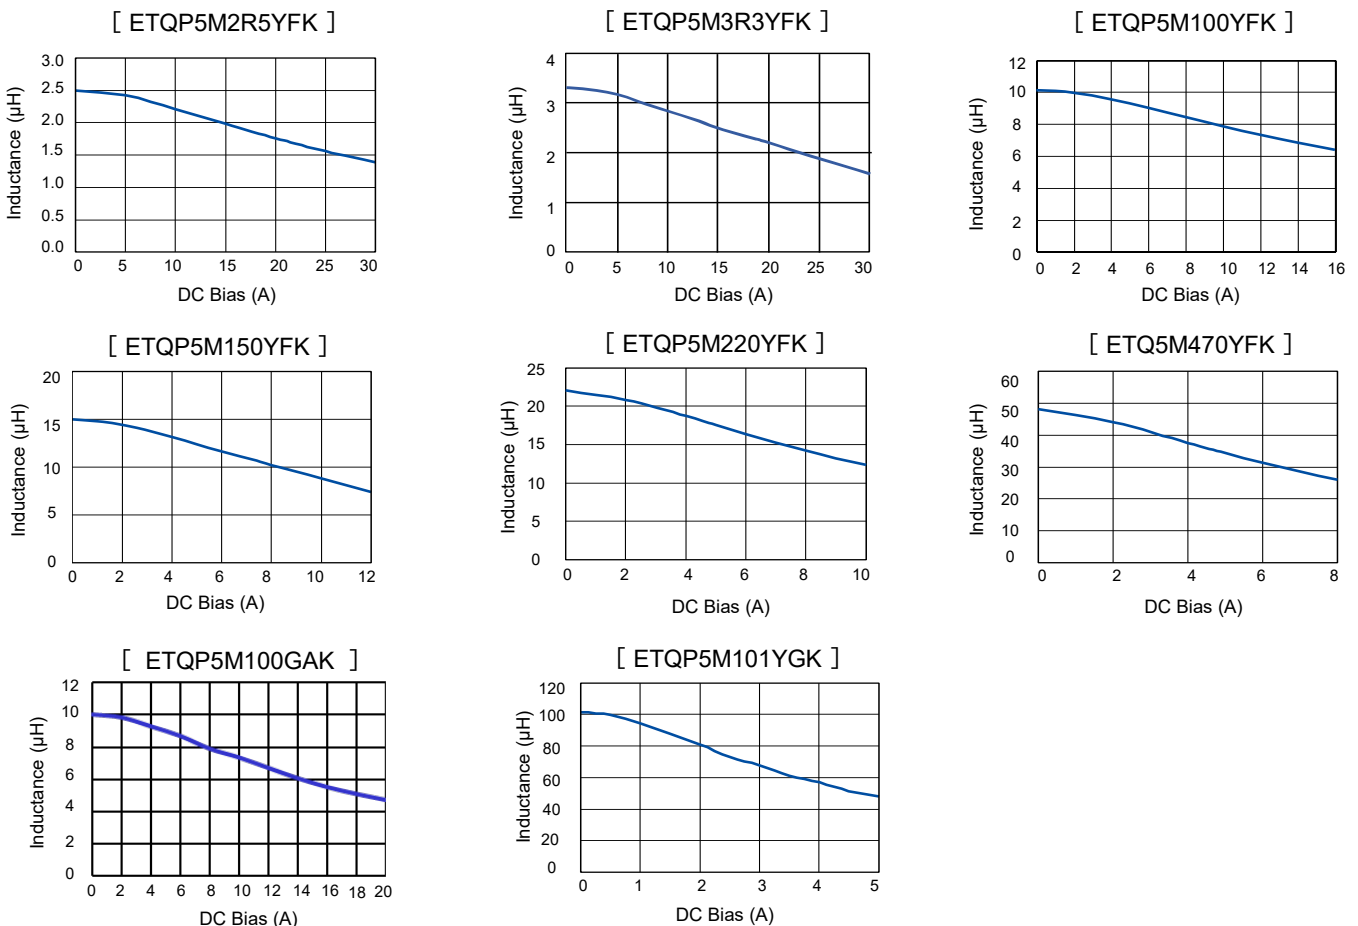 [ ETQP5M2R5YFK ]
Inductance (µH)
3.0
2.5
2.0
1.5
1.0
0.5
0.0
0 5 10 15 20 25 30
DC Bias (A)
[ ETQP5M3R3YFK ]
Inductance (µH)
4
3
2
1
0
0 5 10 15 20 25 30
DC Bias (A)
[ ETQP5M100YFK ]
Inductance (µH)
12
10
8
6
4
2
0
0 2 4 6 8 10 12 14 16
DC Bias (A)
[ ETQP5M150YFK ]
Inductance (µH)
20
15
10
5
0
0 2 4 6 8 10 12
DC Bias (A)
[ ETQP5M220YFK ]
Inductance (µH)
25
20
15
10
5
0
0 2 4 6 8 10
DC Bias (A)
[ ETQ5M470YFK ]
Inductance (µH)
60
50
40
30
20
10
0
0 2 4 6 8
DC Bias (A)
[ ETQP5M100GAK ]
Inductance (µH)
12
10
8
6
4
2
0
0 2 4 6 8 10 12 14 16 18 20
DC Bias (A)
[ ETQP5M101YGK ]
Inductance (µH)
120
100
80
60
40
20
0
0 1 2 3 4 5
DC Bias (A)